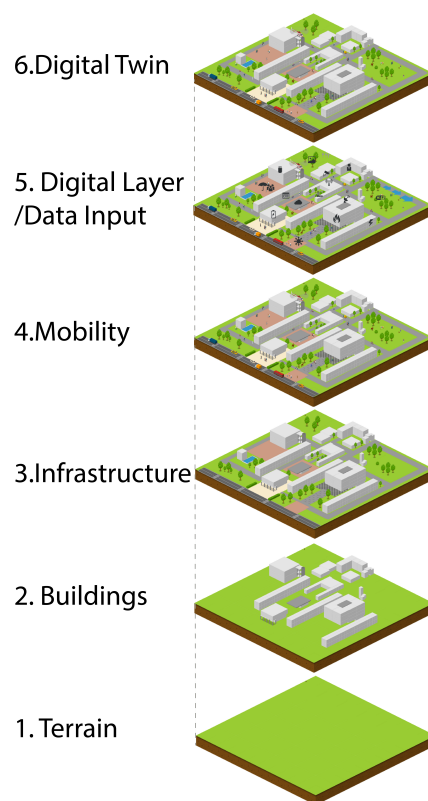 6.Digital Twin
5. Digital Layer
/Data Input
4.Mobility
3.Infrastructure
2. Buildings
1. Terrain